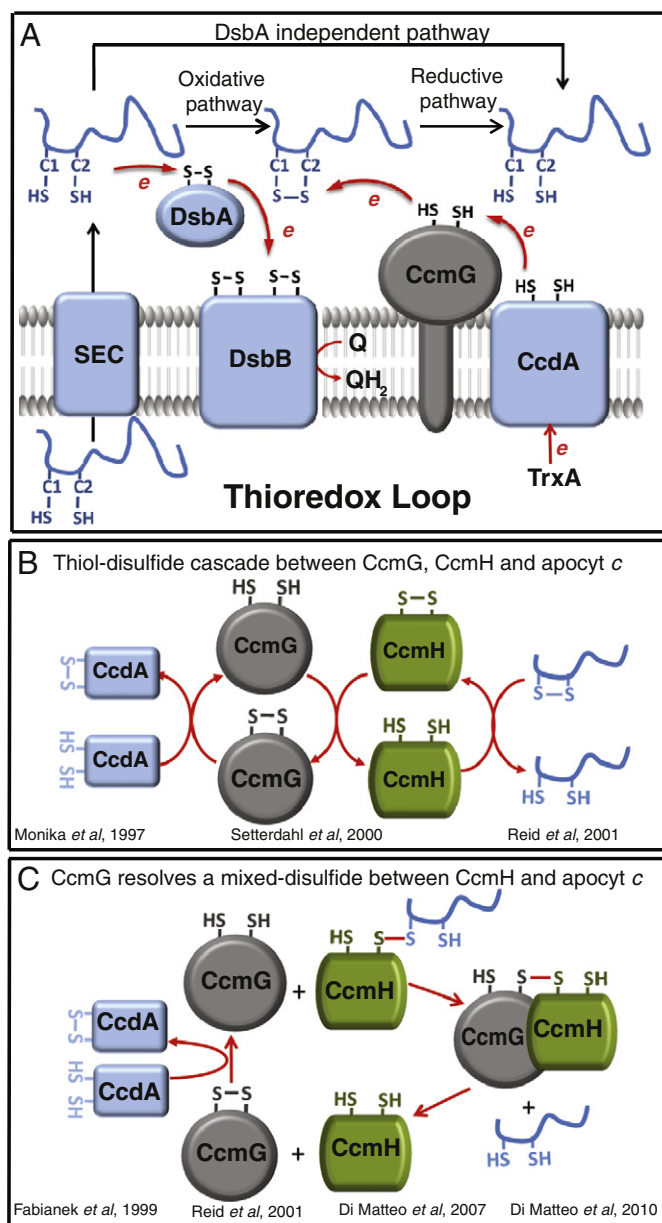 A
DsbA independent pathway
Oxidative
pathway
Reductive
pathway
C1 C2
HS SH
e
S-S
DsbA
e
C1 C2
S-S
e
HS SH
CcmG
e
C1 C2
HS SH
SEC
S-S S-S
DsbB
Q
QH2
HS SH
CcdA
e
TrxA
C1 C2
HS SH
Thioredox Loop
B Thiol-disulfide cascade between CcmG, CcmH and apocyt c
S-S
CcdA
HS SH
CcmG
S-S
CcmH
S-S
HS SH
CcdA
S-S
CcmG
HS SH
CcmH
HS SH
Monika et al, 1997 Setterdahl et al, 2000 Reid et al, 2001
C CcmG resolves a mixed-disulfide between CcmH and apocyt c
HS SH
CcmG
+
HS S-S SH
CcmH
HS S-S SH
CcmG CcmH
S-S
CcdA
HS SH
CcdA
S-S
CcmG
+
HS SH
CcmH
+
HS SH
Fabianek et al, 1999 Reid et al, 2001 Di Matteo et al, 2007 Di Matteo et al, 2010